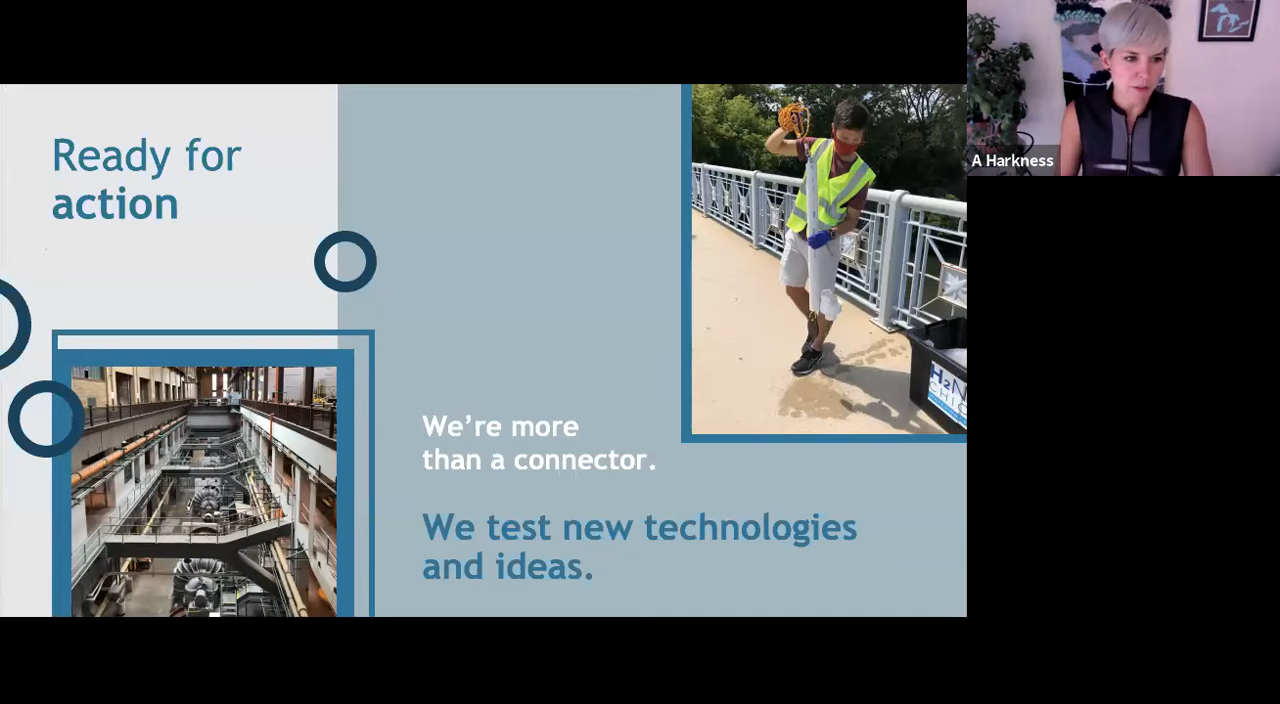 Ready for
action
We're more
than a connector.
We test new technologies
and ideas.
A Harkness